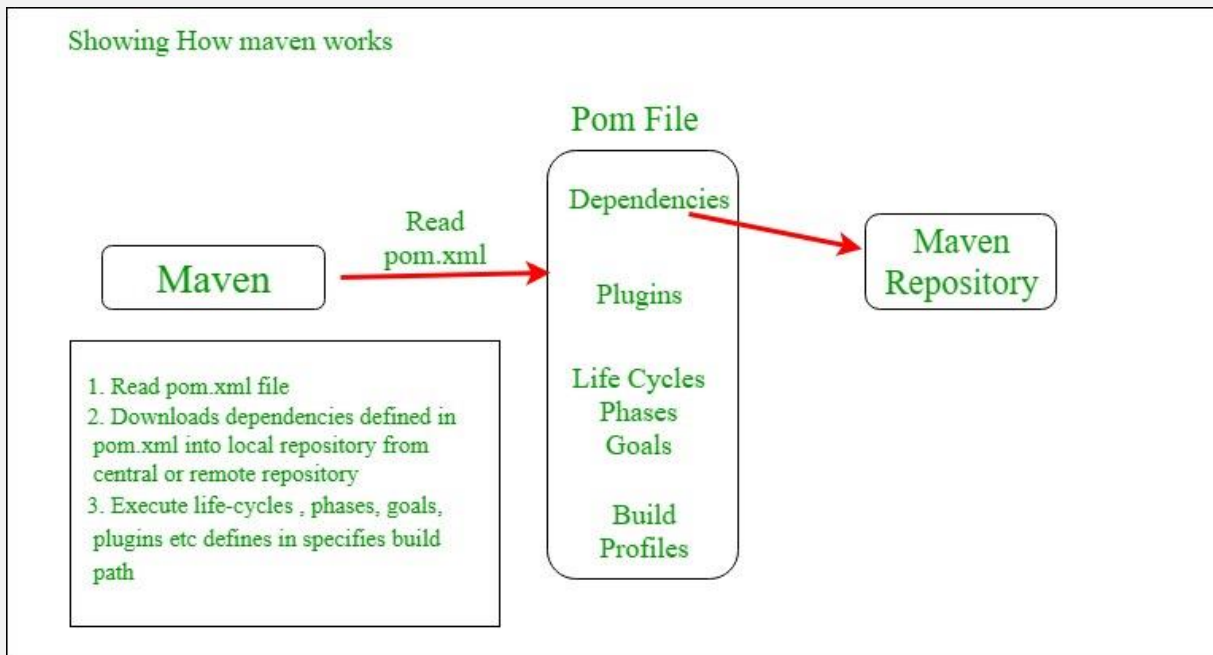 Showing How maven works
Pom File
Dependencies
Read
pom.xml
Maven
Maven
Repository
Plugins
Life Cycles
Phases
Goals
Build
Profiles
1. Read pom.xml file
2. Downloads dependencies defined in
pom.xml into local repository from
central or remote repository
3. Execute life-cycles , phases, goals,
plugins etc defines in specifies build
path